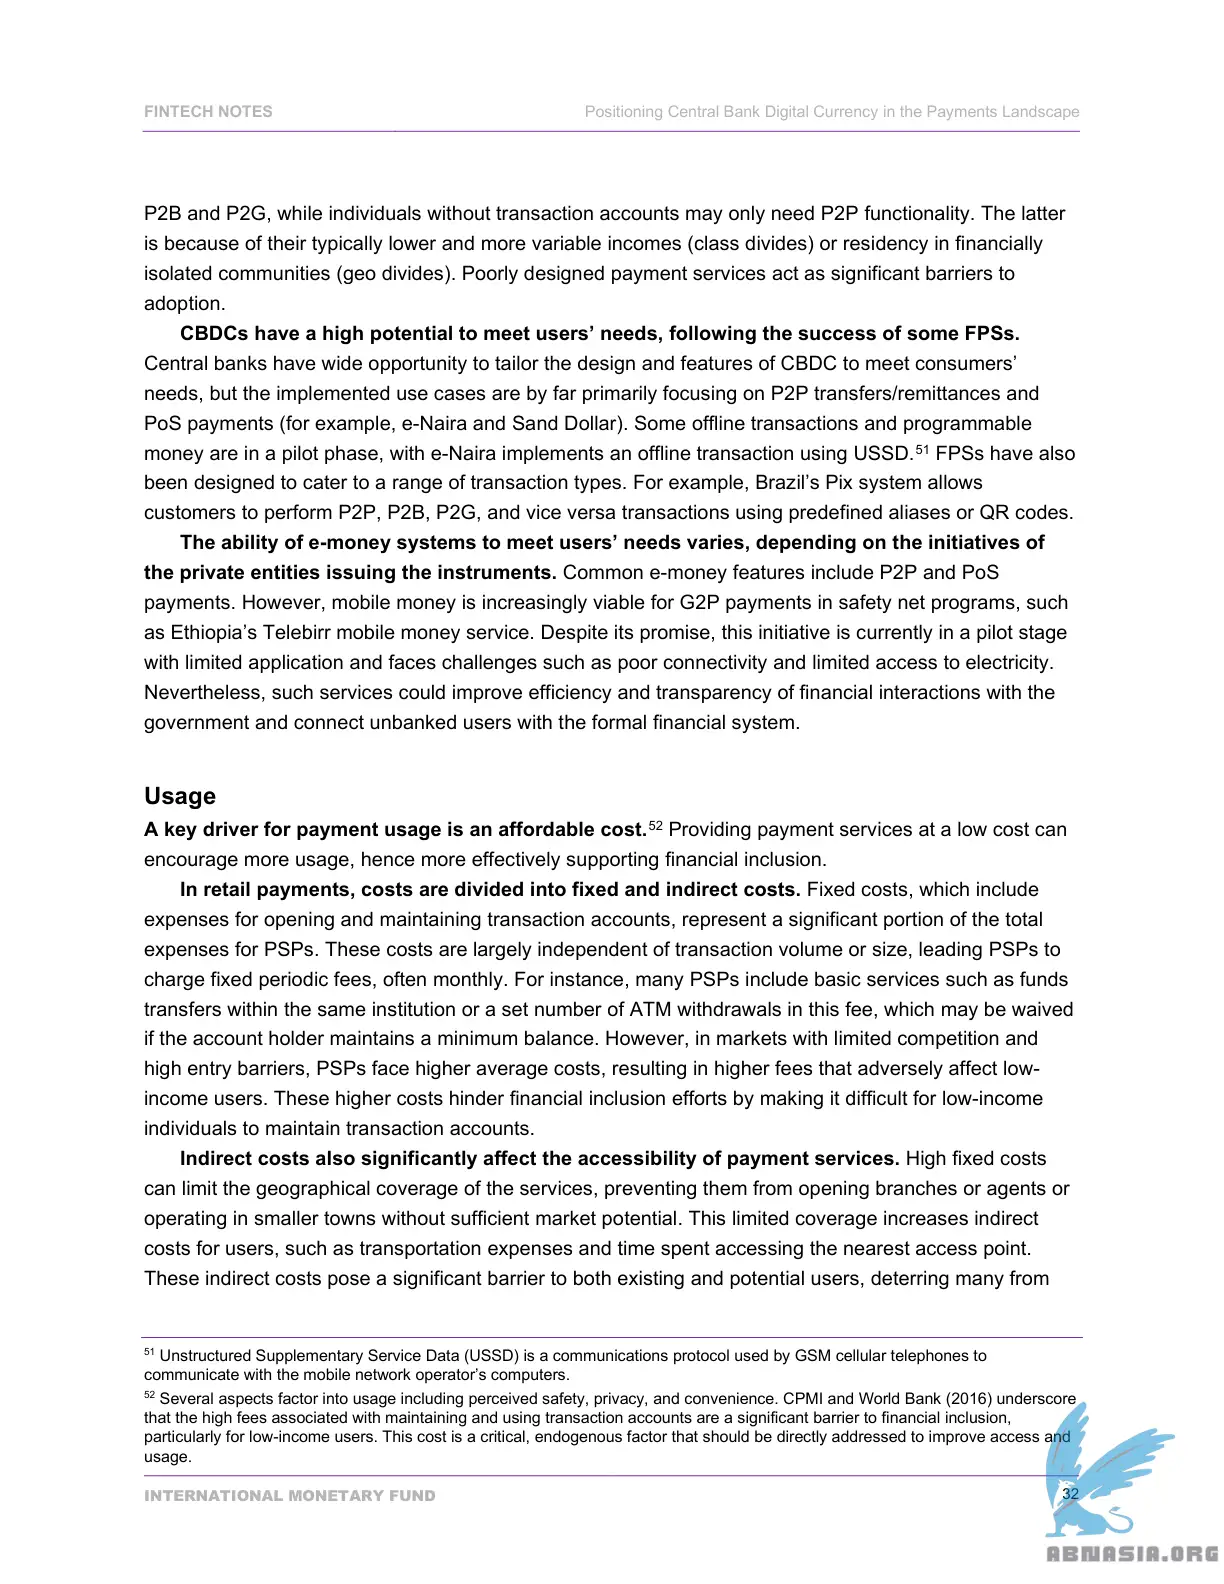 FINTECH NOTES Positioning Central Bank Digital Currency in the Payments Landscape
P2B and P2G, while individuals without transaction accounts may only need P2P functionality. The latter
is because of their typically lower and more variable incomes (class divides) or residency in financially
isolated communities (geo divides). Poorly designed payment services act as significant barriers to
adoption.
CBDCs have a high potential to meet users’ needs, following the success of some FPSs.
Central banks have wide opportunity to tailor the design and features of CBDC to meet consumers’
needs, but the implemented use cases are by far primarily focusing on P2P transfers/remittances and
PoS payments (for example, e-Naira and Sand Dollar). Some offline transactions and programmable
money are in a pilot phase, with e-Naira implements an offline transaction using USSD.51 FPSs have also
been designed to cater to a range of transaction types. For example, Brazil’s Pix system allows
customers to perform P2P, P2B, P2G, and vice versa transactions using predefined aliases or QR codes.
The ability of e-money systems to meet users’ needs varies, depending on the initiatives of
the private entities issuing the instruments. Common e-money features include P2P and PoS
payments. However, mobile money is increasingly viable for G2P payments in safety net programs, such
as Ethiopia’s Telebirr mobile money service. Despite its promise, this initiative is currently in a pilot stage
with limited application and faces challenges such as poor connectivity and limited access to electricity.
Nevertheless, such services could improve efficiency and transparency of financial interactions with the
government and connect unbanked users with the formal financial system.
Usage
A key driver for payment usage is an affordable cost.52 Providing payment services at a low cost can
encourage more usage, hence more effectively supporting financial inclusion.
In retail payments, costs are divided into fixed and indirect costs. Fixed costs, which include
expenses for opening and maintaining transaction accounts, represent a significant portion of the total
expenses for PSPs. These costs are largely independent of transaction volume or size, leading PSPs to
charge fixed periodic fees, often monthly. For instance, many PSPs include basic services such as funds
transfers within the same institution or a set number of ATM withdrawals in this fee, which may be waived
if the account holder maintains a minimum balance. However, in markets with limited competition and
high entry barriers, PSPs face higher average costs, resulting in higher fees that adversely affect low-
income users. These higher costs hinder financial inclusion efforts by making it difficult for low-income
individuals to maintain transaction accounts.
Indirect costs also significantly affect the accessibility of payment services. High fixed costs
can limit the geographical coverage of the services, preventing them from opening branches or agents or
operating in smaller towns without sufficient market potential. This limited coverage increases indirect
costs for users, such as transportation expenses and time spent accessing the nearest access point.
These indirect costs pose a significant barrier to both existing and potential users, deterring many from
51 Unstructured Supplementary Service Data (USSD) is a communications protocol used by GSM cellular telephones to
communicate with the mobile network operator’s computers.
52 Several aspects factor into usage including perceived safety, privacy, and convenience. CPMI and World Bank (2016) underscore
that the high fees associated with maintaining and using transaction accounts are a significant barrier to financial inclusion,
particularly for low-income users. This cost is a critical, endogenous factor that should be directly addressed to improve access and
usage.
INTERNATIONAL MONETARY FUND 32
ABNASIA.ORG